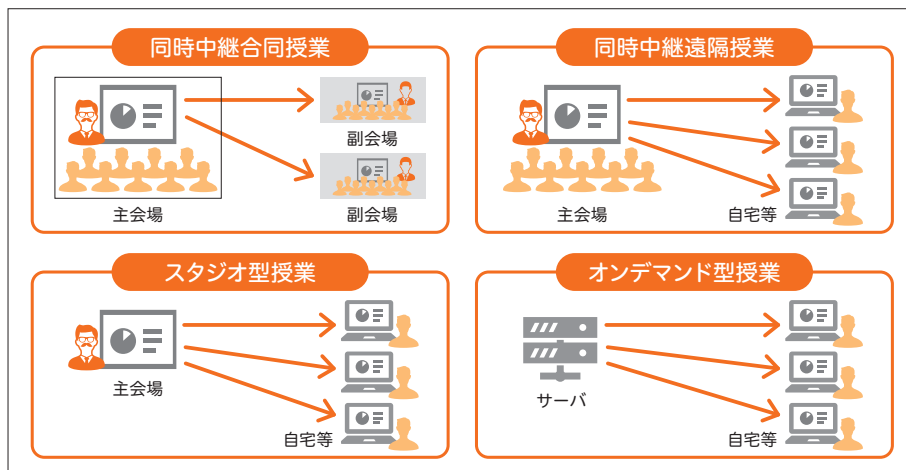 同時中継合同授業
主会場
副会場
副会場
同時中継遠隔授業
主会場
自宅等
スタジオ型授業
主会場
自宅等
オンデマンド型授業
サーバ
自宅等